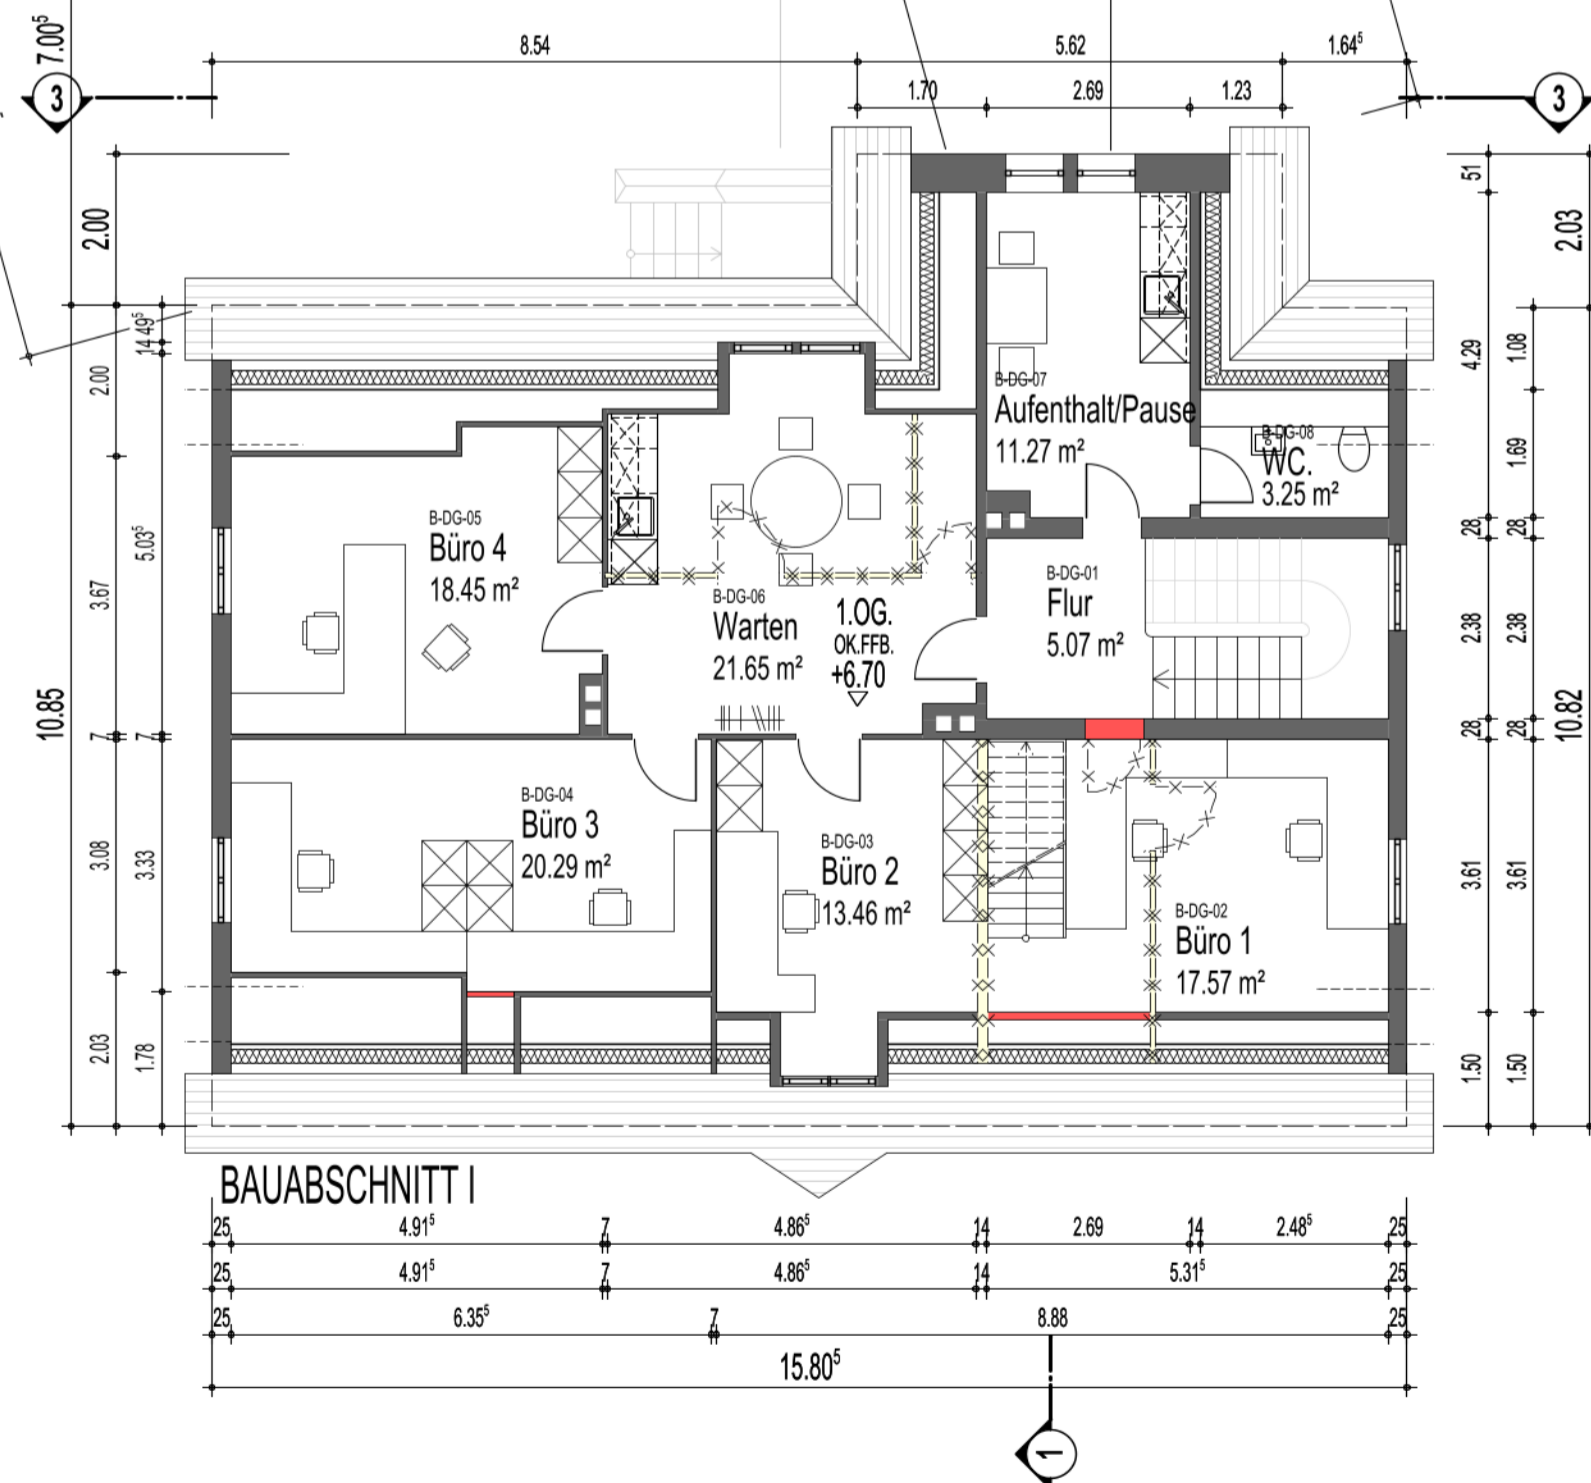 7.00⁵
8.54
5.62
1.64⁵
3
1.70
2.69
1.23
3
2.00
51
2.03
14 49⁵
2.00
4.29
1.08
B-DG-07
Aufenthalt/Pause
11.27 m²
B-DG-08
WC.
3.25 m²
1.69
5.03⁵
3.67
B-DG-05
Büro 4
18.45 m²
28
28
B-DG-06
Warten
21.65 m²
1.OG.
OK.FFB.
+6.70
B-DG-01
Flur
5.07 m²
2.38
2.38
10.85
10.82
7
7
28
28
B-DG-04
Büro 3
20.29 m²
B-DG-03
Büro 2
13.46 m²
B-DG-02
Büro 1
17.57 m²
3.08
3.33
3.61
3.61
2.03
1.78
1.50
1.50
BAUABSCHNITT I
25
4.91⁵
7
4.86⁵
14
2.69
14
2.48⁵
25
25
4.91⁵
7
4.86⁵
14
5.31⁵
25
25
6.35⁵
7
8.88
25
15.80⁵
1